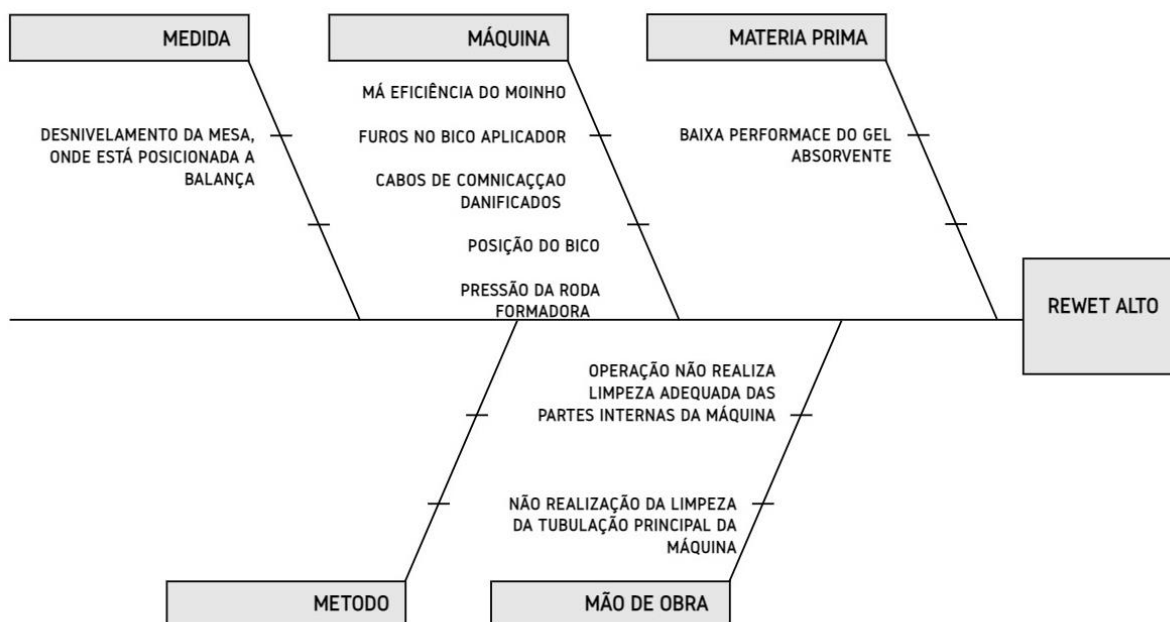 MEDIDA
MÁQUINA
MATERIA PRIMA
DESNIVELAMENTO DA MESA,
ONDE ESTÁ POSICIONADA A
BALANÇA
MÁ EFICIÊNCIA DO MOINHO
FUROS NO BICO APLICADOR
CABOS DE COMNICAÇÇAO
DANIFICADOS
POSIÇÃO DO BICO
PRESSÃO DA RODA
FORMADORA
BAIXA PERFORMACE DO GEL
ABSORVENTE
REWET ALTO
OPERAÇÃO NÃO REALIZA
LIMPEZA ADEQUADA DAS
PARTES INTERNAS DA MÁQUINA
NÃO REALIZAÇÃO DA LIMPEZA
DA TUBULAÇÃO PRINCIPAL DA
MÁQUINA
METODO
MÃO DE OBRA